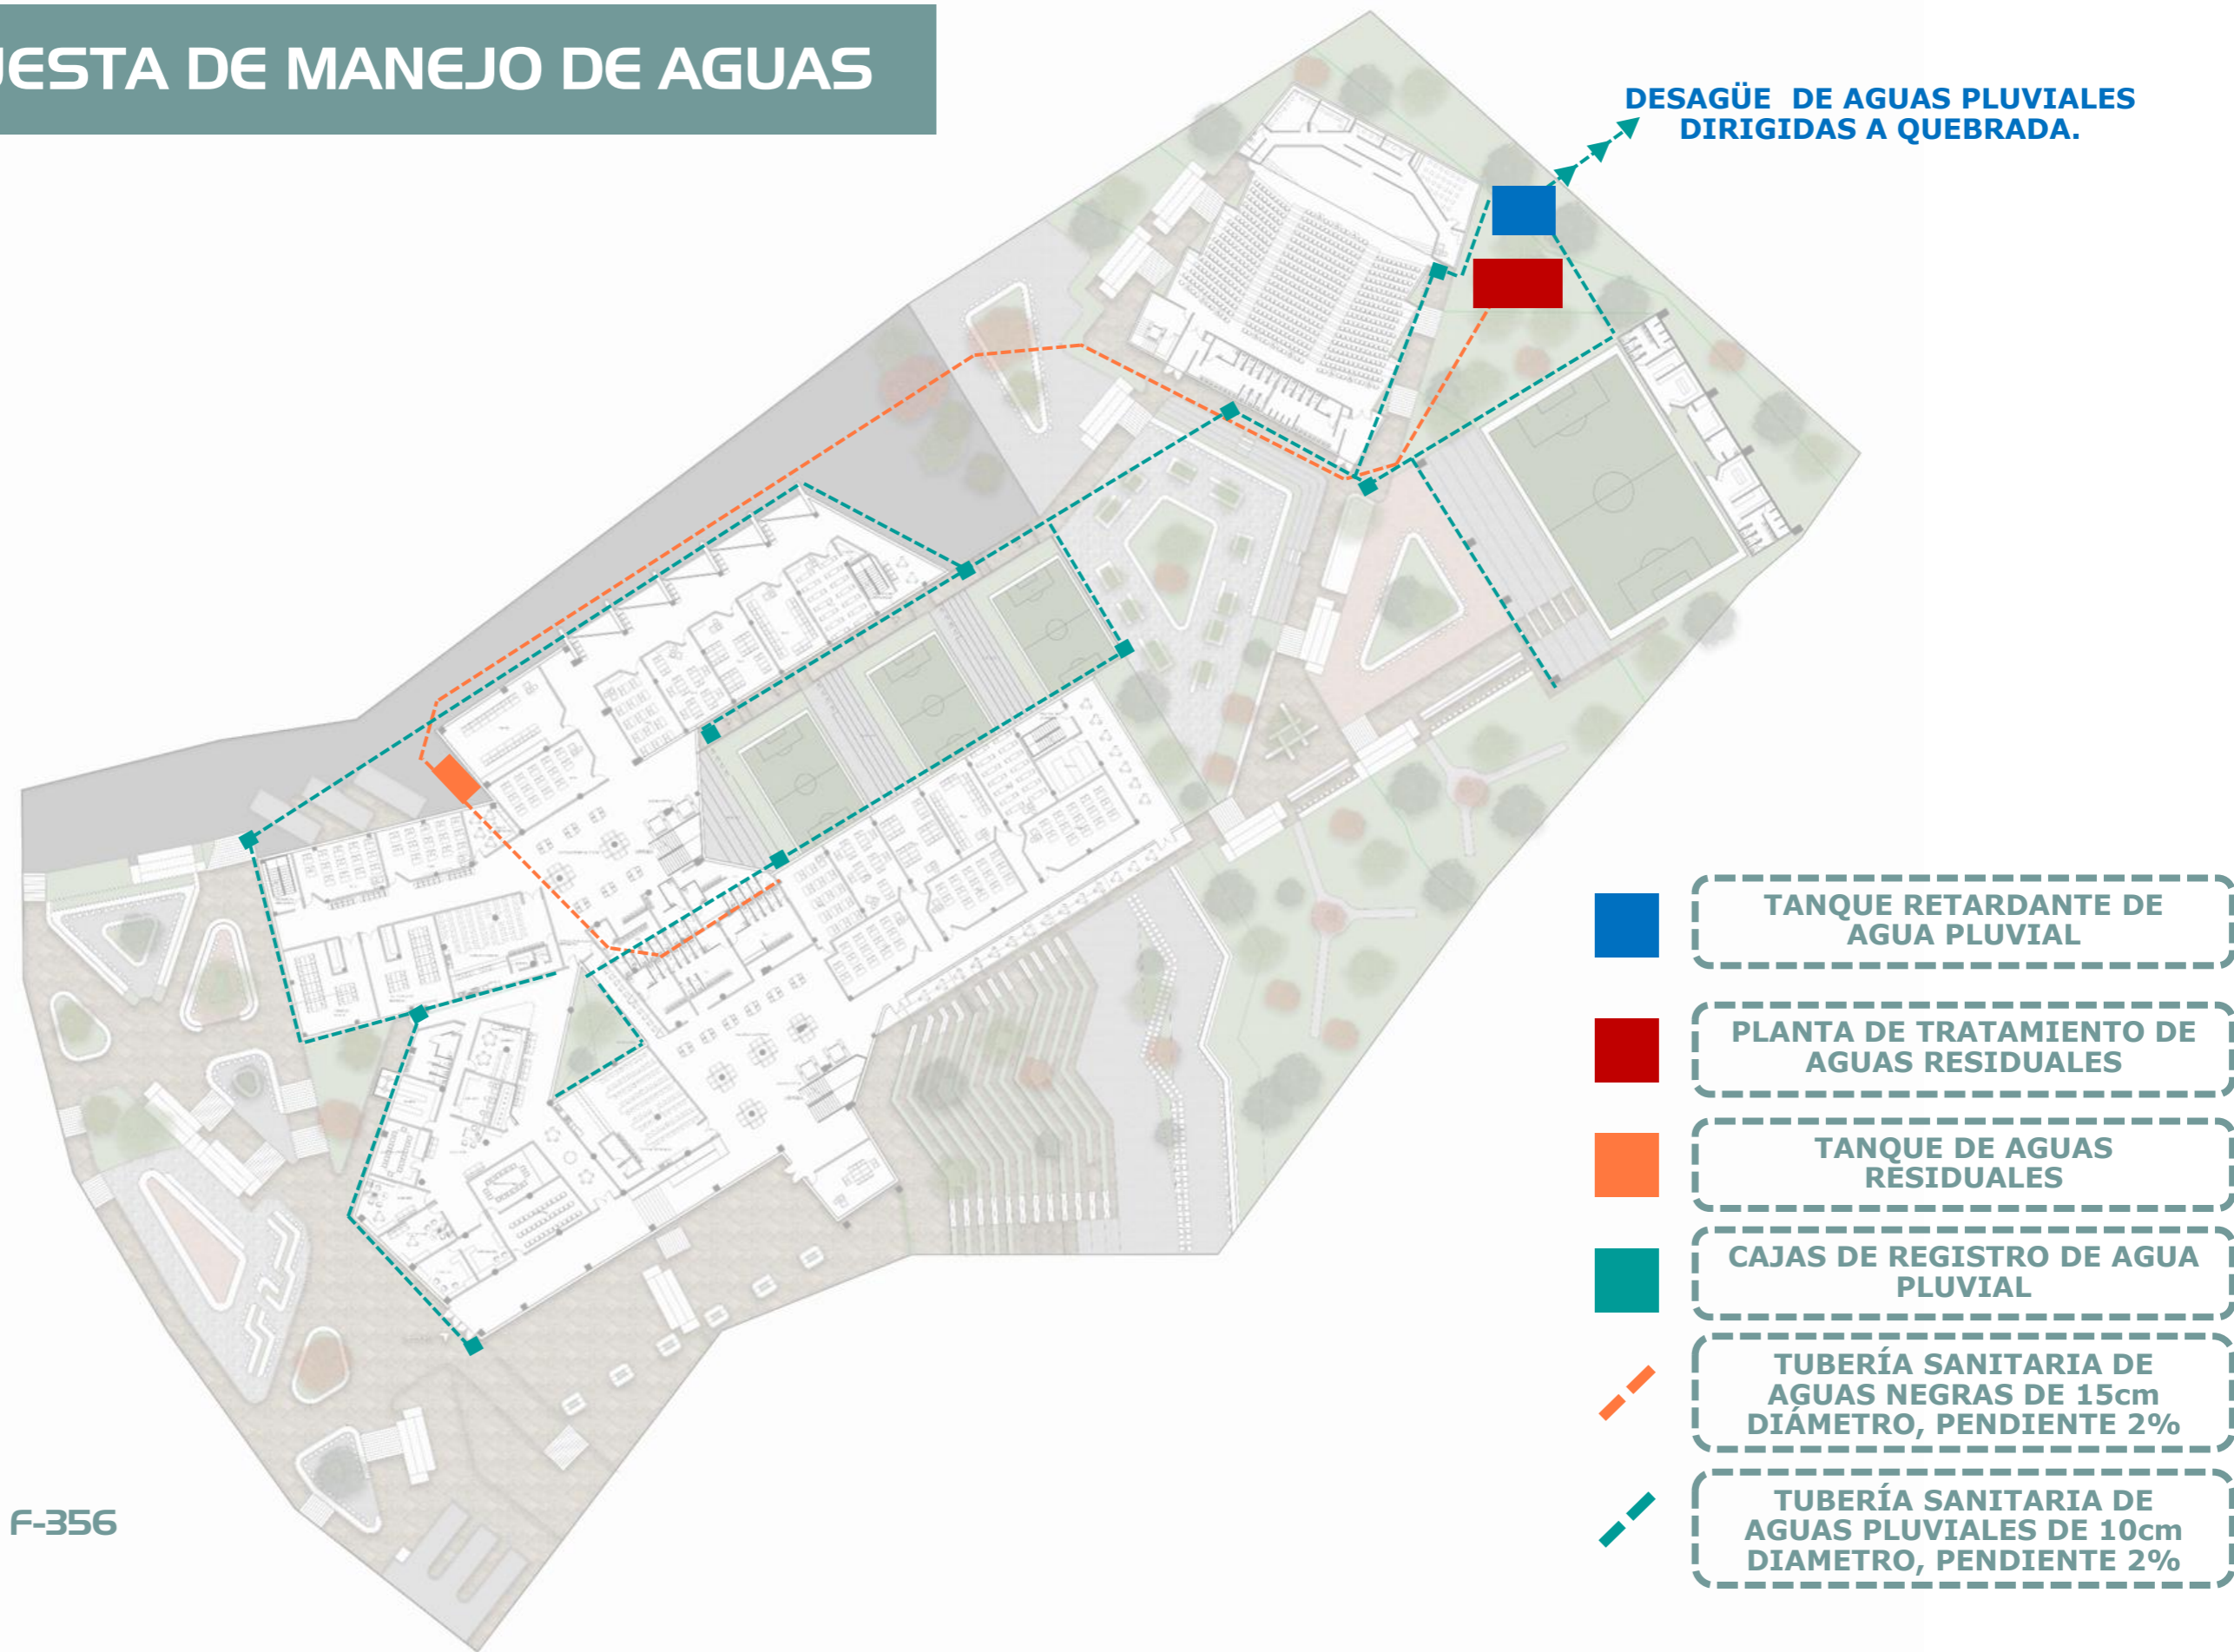 UESTA DE MANEJO DE AGUAS
DESAGÜE DE AGUAS PLUVIALES
DIRIGIDAS A QUEBRADA.
TANQUE RETARDANTE DE
AGUA PLUVIAL
PLANTA DE TRATAMIENTO DE
AGUAS RESIDUALES
TANQUE DE AGUAS
RESIDUALES
CAJAS DE REGISTRO DE AGUA
PLUVIAL
TUBERÍA SANITARIA DE
AGUAS NEGRAS DE 15cm
DIÁMETRO, PENDIENTE 2%
TUBERÍA SANITARIA DE
AGUAS PLUVIALES DE 10cm
DIAMETRO, PENDIENTE 2%
F-356